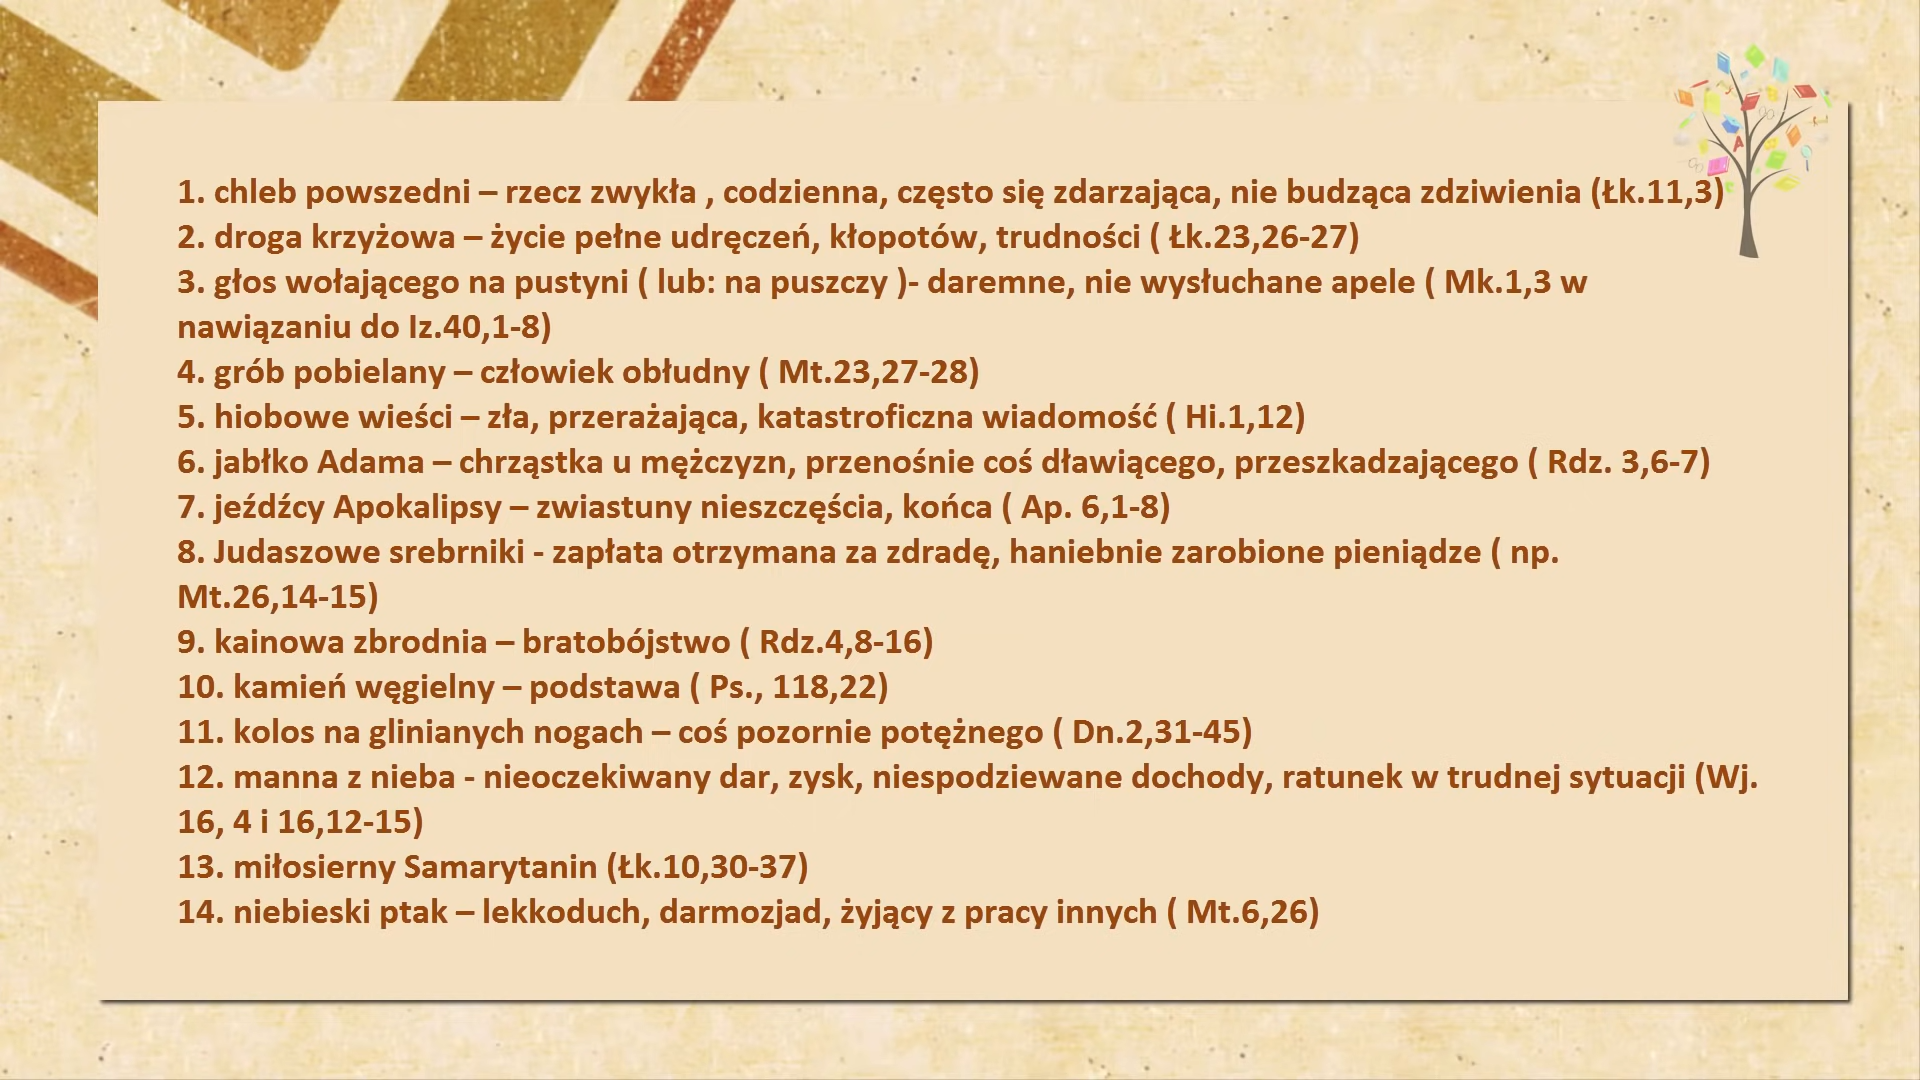 1. chleb powszedni – rzecz zwykła , codzienna, często się zdarzająca, nie budząca zdziwienia (Łk.11,3)
2. droga krzyżowa – życie pełne udręczeń, kłopotów, trudności ( Łk.23,26-27)
3. głos wołającego na pustyni ( lub: na puszczy )- daremne, nie wysłuchane apele ( Mk.1,3 w
nawiązaniu do Iz.40,1-8)
4. grób pobielany – człowiek obłudny ( Mt.23,27-28)
5. hiobowe wieści – zła, przerażająca, katastroficzna wiadomość ( Hi.1,12)
6. jabłko Adama – chrząstka u mężczyzn, przenośnie coś dławiącego, przeszkadzającego ( Rdz. 3,6-7)
7. jeźdźcy Apokalipsy – zwiastuny nieszczęścia, końca ( Ap. 6,1-8)
8. Judaszowe srebrniki - zapłata otrzymana za zdradę, haniebnie zarobione pieniądze ( np.
Mt.26,14-15)
9. kainowa zbrodnia – bratobójstwo ( Rdz.4,8-16)
10. kamień węgielny – podstawa ( Ps., 118,22)
11. kolos na glinianych nogach – coś pozornie potężnego ( Dn.2,31-45)
12. manna z nieba - nieoczekiwany dar, zysk, niespodziewane dochody, ratunek w trudnej sytuacji (Wj.
16, 4 i 16,12-15)
13. miłosierny Samarytanin (Łk.10,30-37)
14. niebieski ptak – lekkoduch, darmozjad, żyjący z pracy innych ( Mt.6,26)